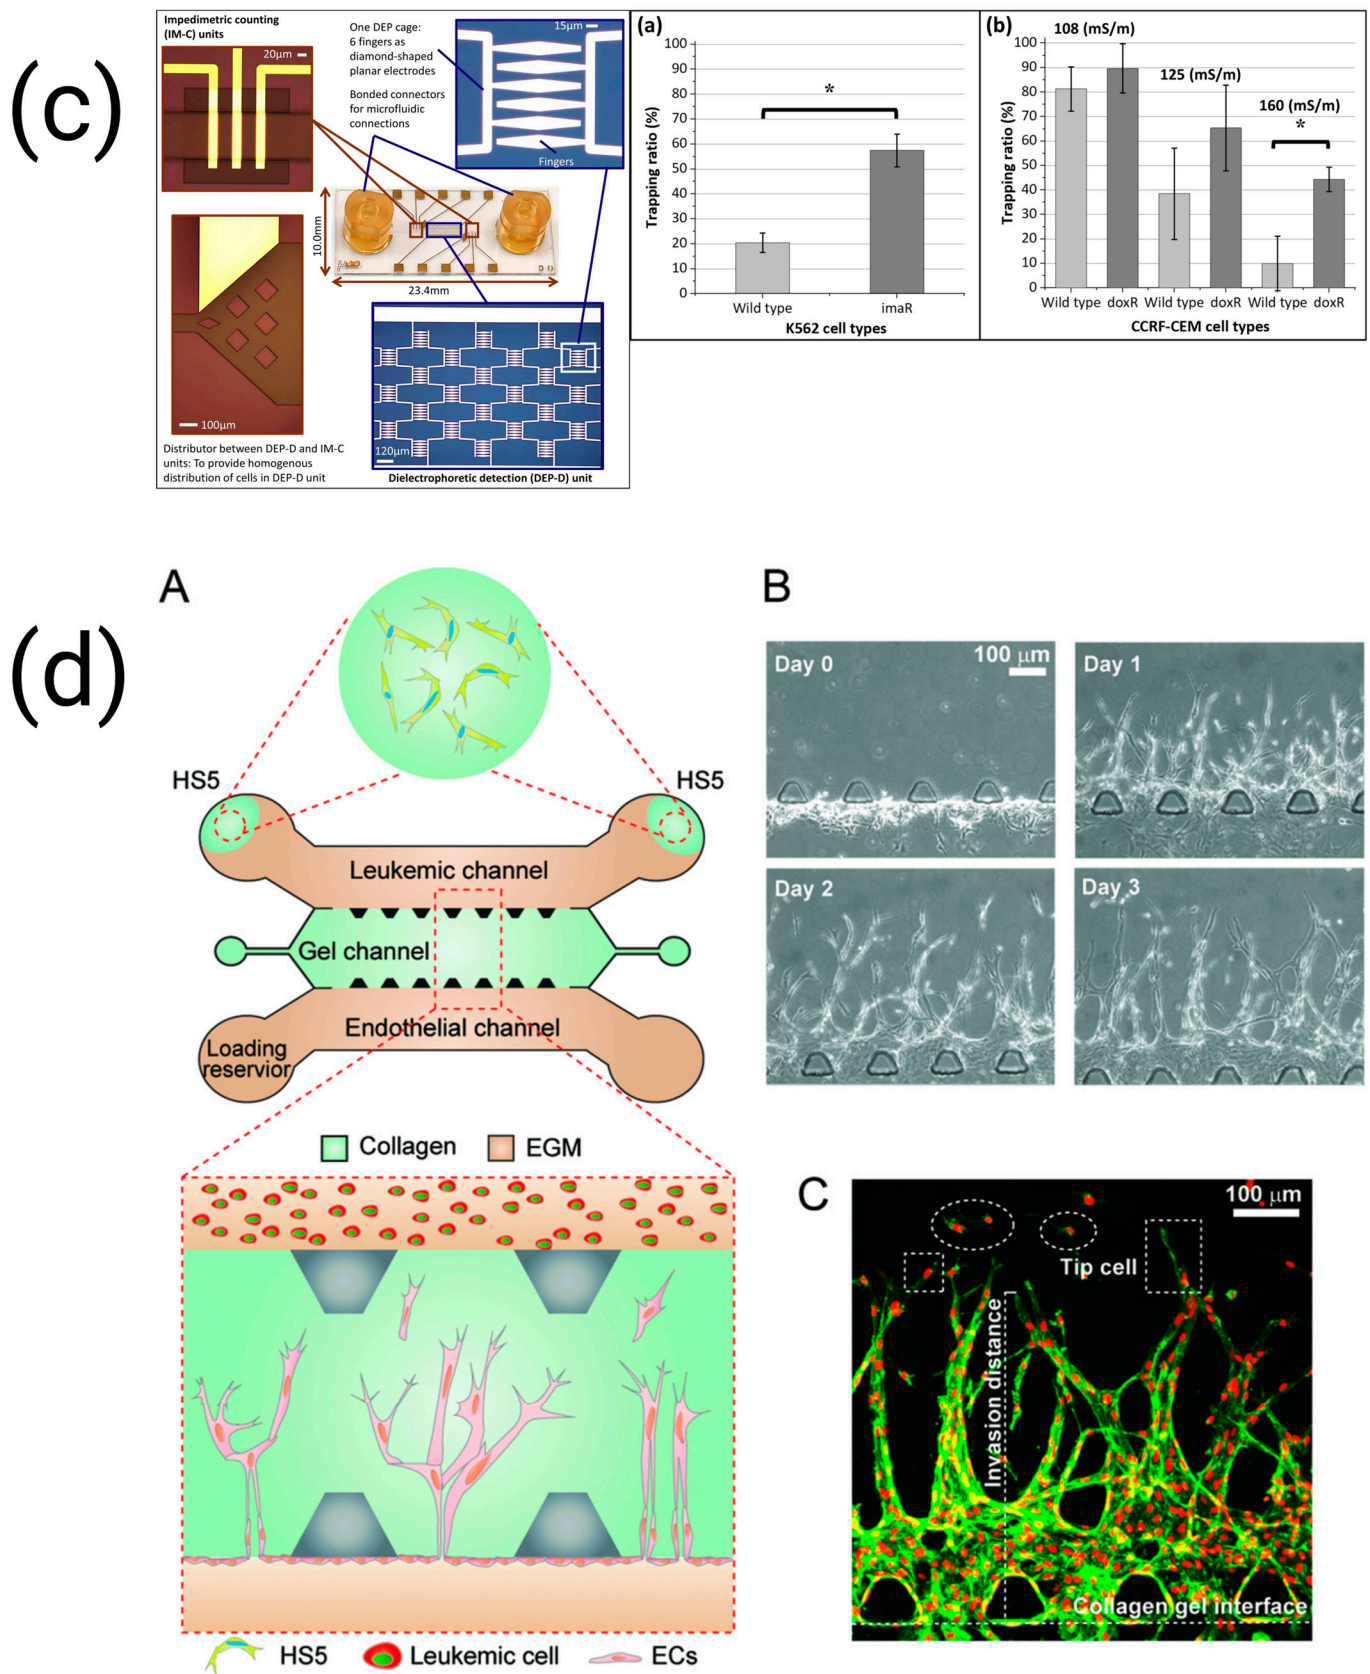 (c)
Impedimetric counting
(IM-C) units
20μm
One DEP cage:
6 fingers as
diamond-shaped
planar electrodes
Bonded connectors
for microfluidic
connections
15μm
Fingers
10.0mm
23.4mm
100μm
Distributor between DEP-D and IM-C
units: To provide homogenous
distribution of cells in DEP-D unit
120μm
Dielectrophoretic detection (DEP-D) unit
(a)
Trapping ratio (%)
100
90
80
70
60
50
40
30
20
10
0
*
Wild type
imaR
K562 cell types
(b)
Trapping ratio (%)
100
90
80
70
60
50
40
30
20
10
0
108 (mS/m)
125 (mS/m)
160 (mS/m)
*
Wild type doxR Wild type doxR Wild type doxR
CCRF-CEM cell types
(d)
A
HS5
HS5
Leukemic channel
Gel channel
Endothelial channel
Loading
reservior
Collagen
EGM
HS5
Leukemic cell
ECs
B
Day 0
100 μm
Day 1
Day 2
Day 3
C
100 μm
Tip cell
Invasion distance
Collagen gel interface